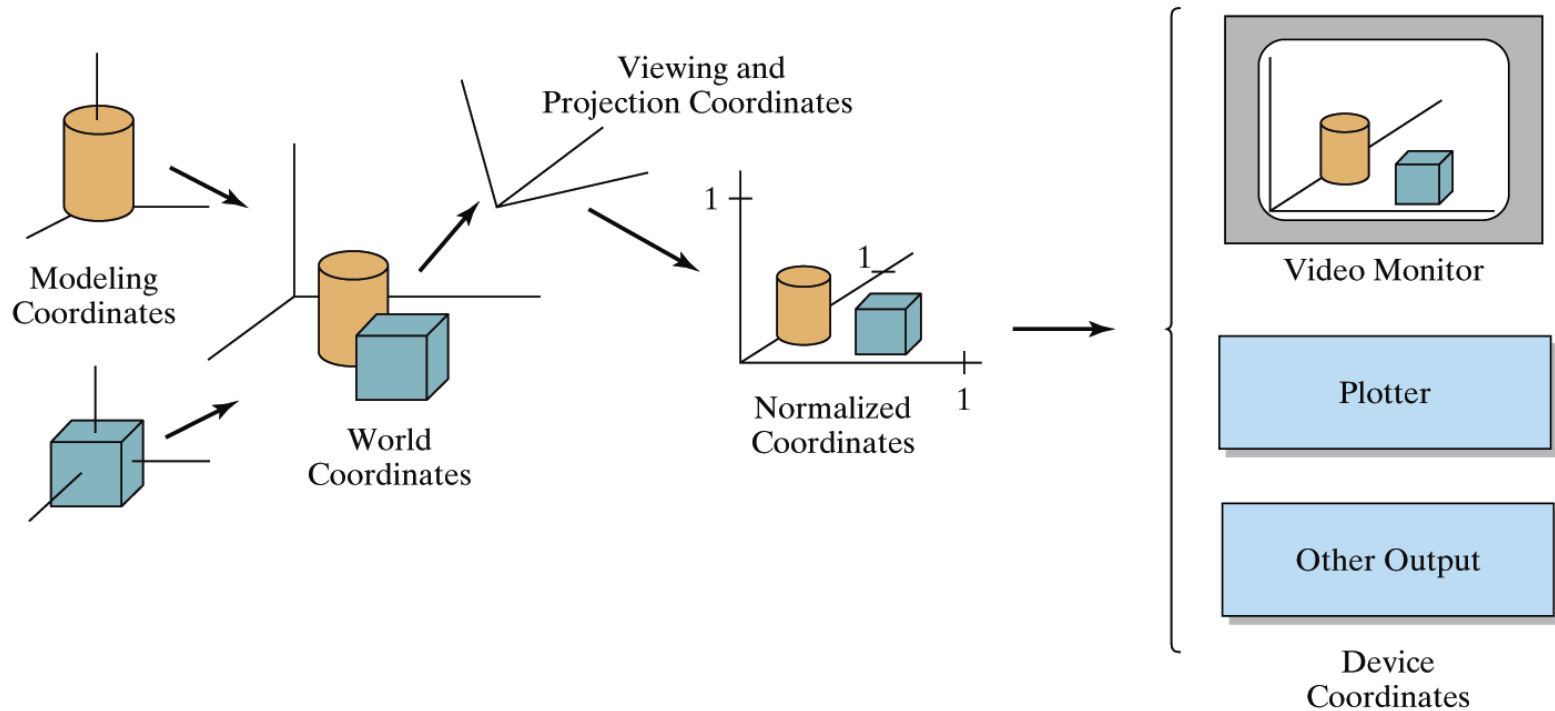 Modeling
Coordinates
World
Coordinates
Viewing and
Projection Coordinates
1
1
1
Normalized
Coordinates
Video Monitor
Plotter
Other Output
Device
Coordinates